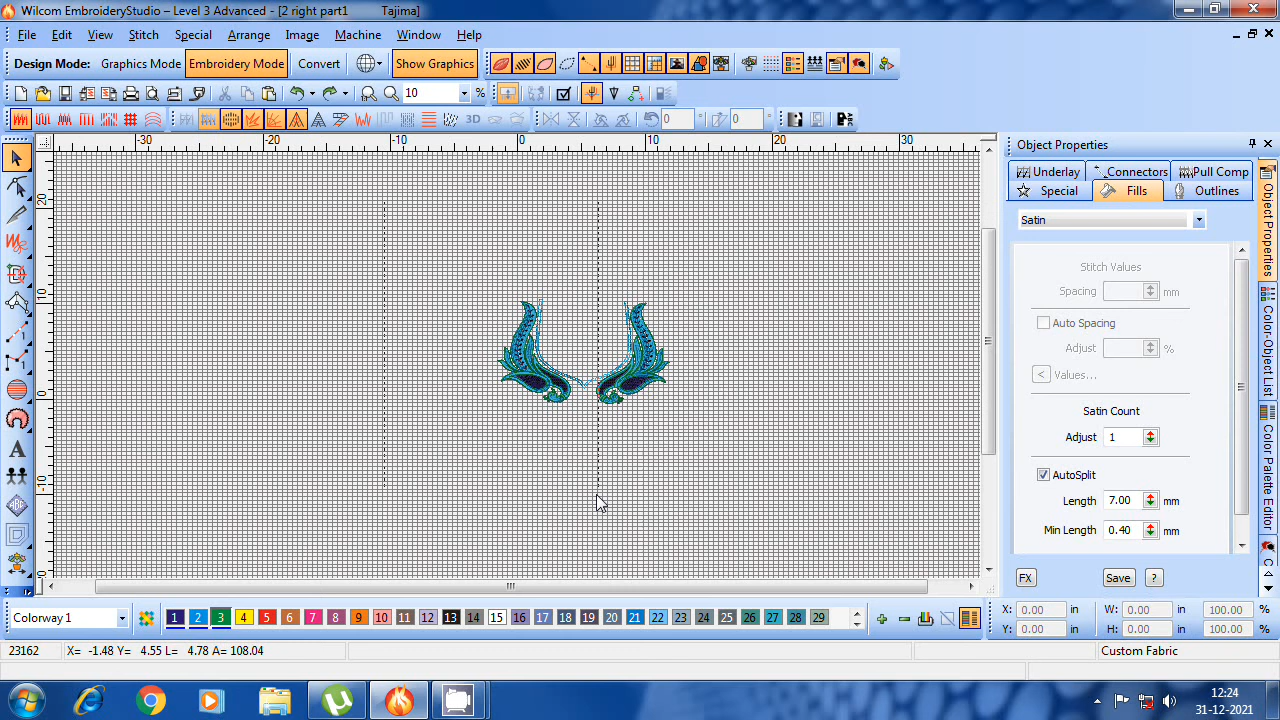 Wilcom EmbroideryStudio – Level 3 Advanced - [2 right part1 Tajima]
File Edit View Stitch Special Arrange Image Machine Window Help
Design Mode: Graphics Mode Embroidery Mode Convert Show Graphics
10 %
3D 0 ° 0 °
-30 -20 -10 0 10 20 30
20
10
0
-10
Object Properties
Underlay Connectors Pull Comp
Special Fills Outlines
Satin
Stitch Values
Spacing mm
Auto Spacing
Adjust %
< Values...
Satin Count
Adjust 1
AutoSplit
Length 7.00 mm
Min Length 0.40 mm
FX Save ?
Object Properties
Color-Object List
Color Palette Editor
Colorway 1 1 2 3 4 5 6 7 8 9 10 11 12 13 14 15 16 17 18 19 20 21 22 23 24 25 26 27 28 29
X: 0.00 in W: 0.00 in 100.00 %
Y: 0.00 in H: 0.00 in 100.00 %
23162 X= -1.48 Y= 4.55 L= 4.78 A= 108.04 Custom Fabric
12:24
31-12-2021